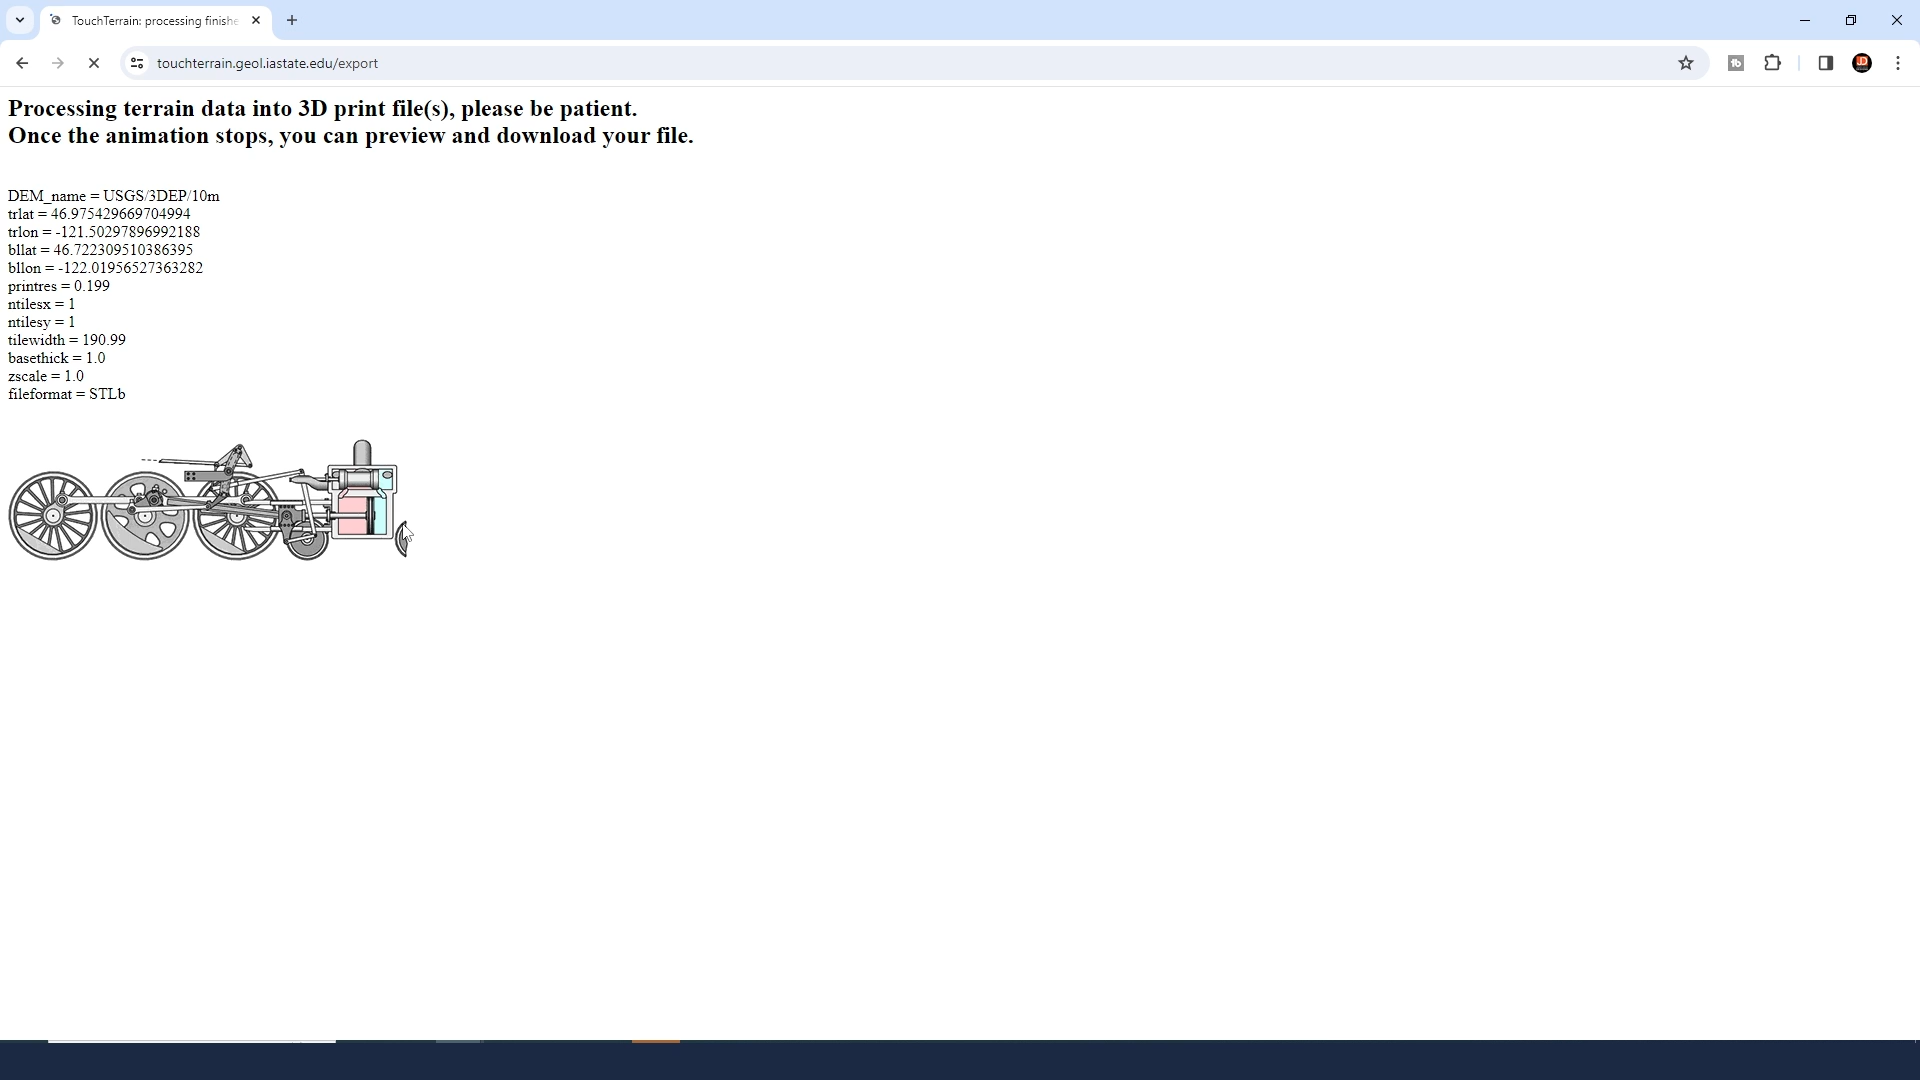 TouchTerrain: processing finishe
touchterrain.geol.iastate.edu/export
Processing terrain data into 3D print file(s), please be patient.
Once the animation stops, you can preview and download your file.
DEM_name = USGS/3DEP/10m
trlat = 46.975429669704994
trlon = -121.50297896992188
bllat = 46.722309510386395
bllon = -122.01956527363282
printres = 0.199
ntilesx = 1
ntilesy = 1
tilewidth = 190.99
basethick = 1.0
zscale = 1.0
fileformat = STLb